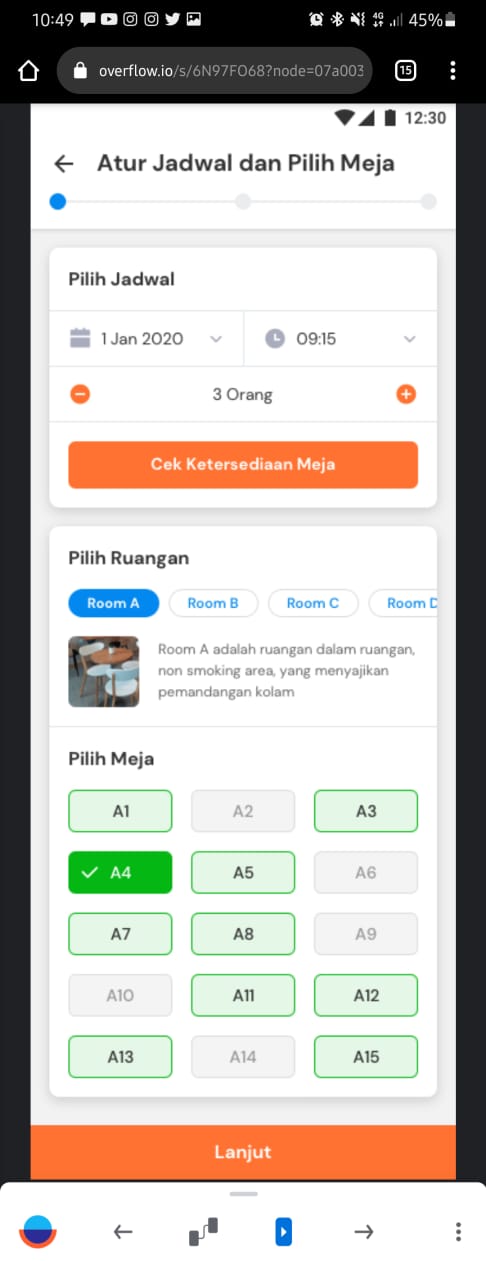 10:49 4G 45%
overflow.io/s/6N97FO68?node=07a003 15
12:30
Atur Jadwal dan Pilih Meja
Pilih Jadwal
1 Jan 2020 09:15
3 Orang
Cek Ketersediaan Meja
Pilih Ruangan
Room A Room B Room C Room D
Room A adalah ruangan dalam ruangan,
non smoking area, yang menyajikan
pemandangan kolam
Pilih Meja
A1 A2 A3
A4 A5 A6
A7 A8 A9
A10 A11 A12
A13 A14 A15
Lanjut